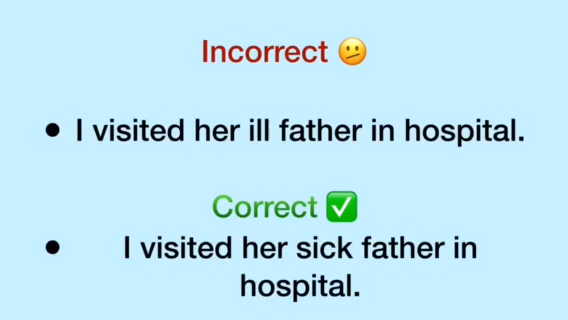 Incorrect 🫤
• I visited her ill father in hospital.
Correct ✅
• I visited her sick father in
hospital.